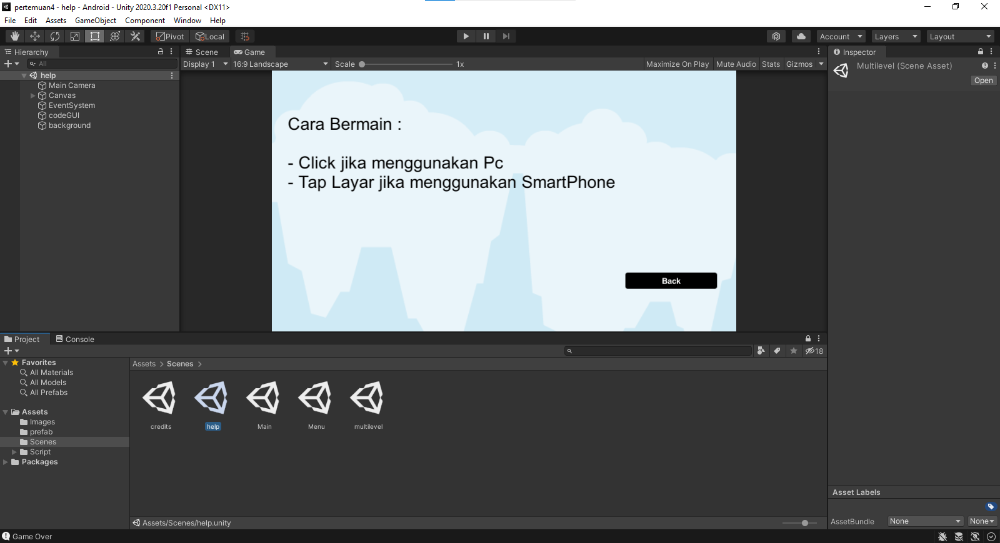 pertemuan4 - help - Android - Unity 2020.3.20f1 Personal <DX11>
File Edit Assets GameObject Component Window Help
Pivot Local Account Layers Layout
Hierarchy
All
help
Main Camera
Canvas
EventSystem
codeGUI
background
Scene Game
Display 1 16:9 Landscape Scale 1x Maximize On Play Mute Audio Stats Gizmos
Cara Bermain :
- Click jika menggunakan Pc
- Tap Layar jika menggunakan SmartPhone
Back
Inspector
Multilevel (Scene Asset)
Open
Project Console
18
Favorites
All Materials
All Models
All Prefabs
Assets
Images
prefab
Scenes
Script
Packages
Assets > Scenes >
credits help Main Menu multilevel
Assets/Scenes/help.unity
Asset Labels
AssetBundle None None
Game Over